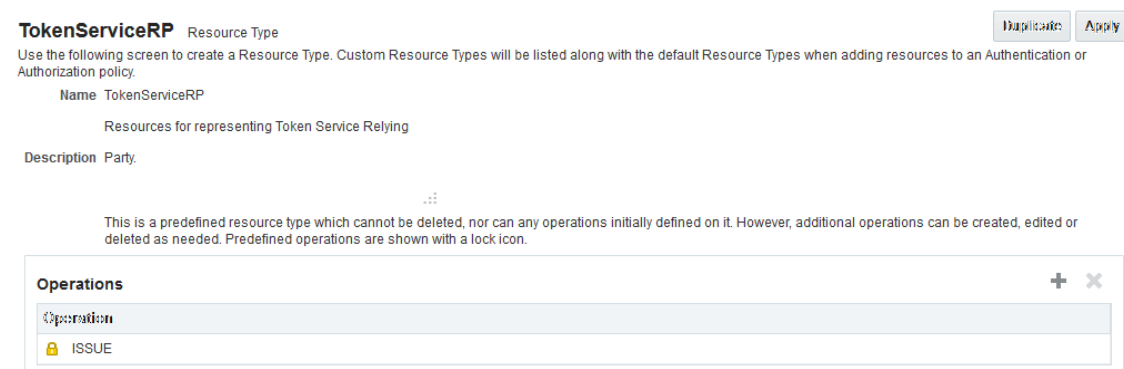 TokenServiceRP Resource Type
Duplicate Apply
Use the following screen to create a Resource Type. Custom Resource Types will be listed along with the default Resource Types when adding resources to an Authentication or
Authorization policy.
Name TokenServiceRP
Resources for representing Token Service Relying
Description Party.
This is a predefined resource type which cannot be deleted, nor can any operations initially defined on it. However, additional operations can be created, edited or
deleted as needed. Predefined operations are shown with a lock icon.
Operations
Operation
ISSUE